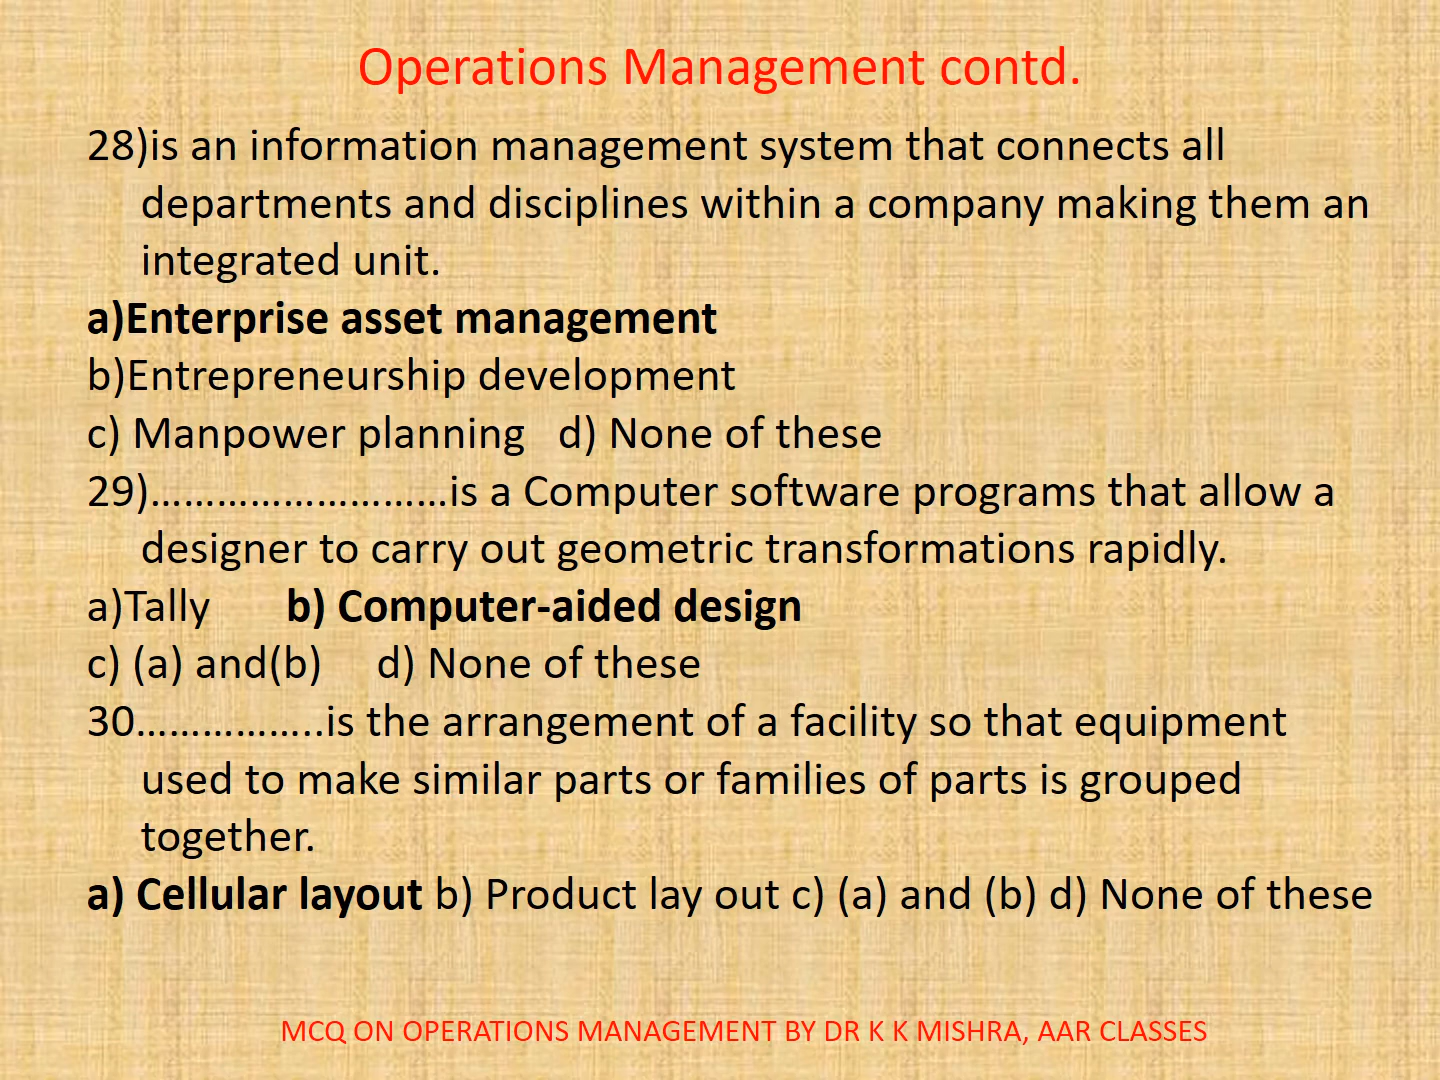 Operations Management contd.
28)is an information management system that connects all
departments and disciplines within a company making them an
integrated unit.
a)Enterprise asset management
b)Entrepreneurship development
c) Manpower planning   d) None of these
29)………………………is a Computer software programs that allow a
designer to carry out geometric transformations rapidly.
a)Tally       b) Computer-aided design
c) (a) and(b)     d) None of these
30……………..is the arrangement of a facility so that equipment
used to make similar parts or families of parts is grouped
together.
a) Cellular layout b) Product lay out c) (a) and (b) d) None of these
MCQ ON OPERATIONS MANAGEMENT BY DR K K MISHRA, AAR CLASSES